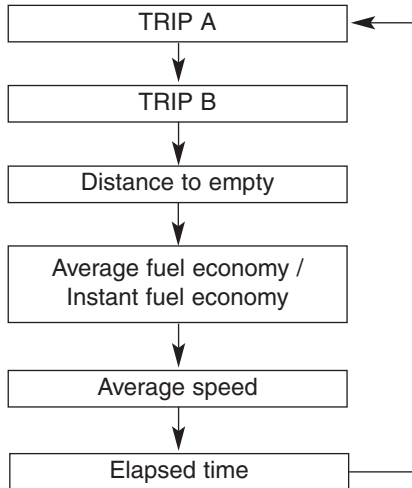 TRIP A
TRIP B
Distance to empty
Average fuel economy /
Instant fuel economy
Average speed
Elapsed time